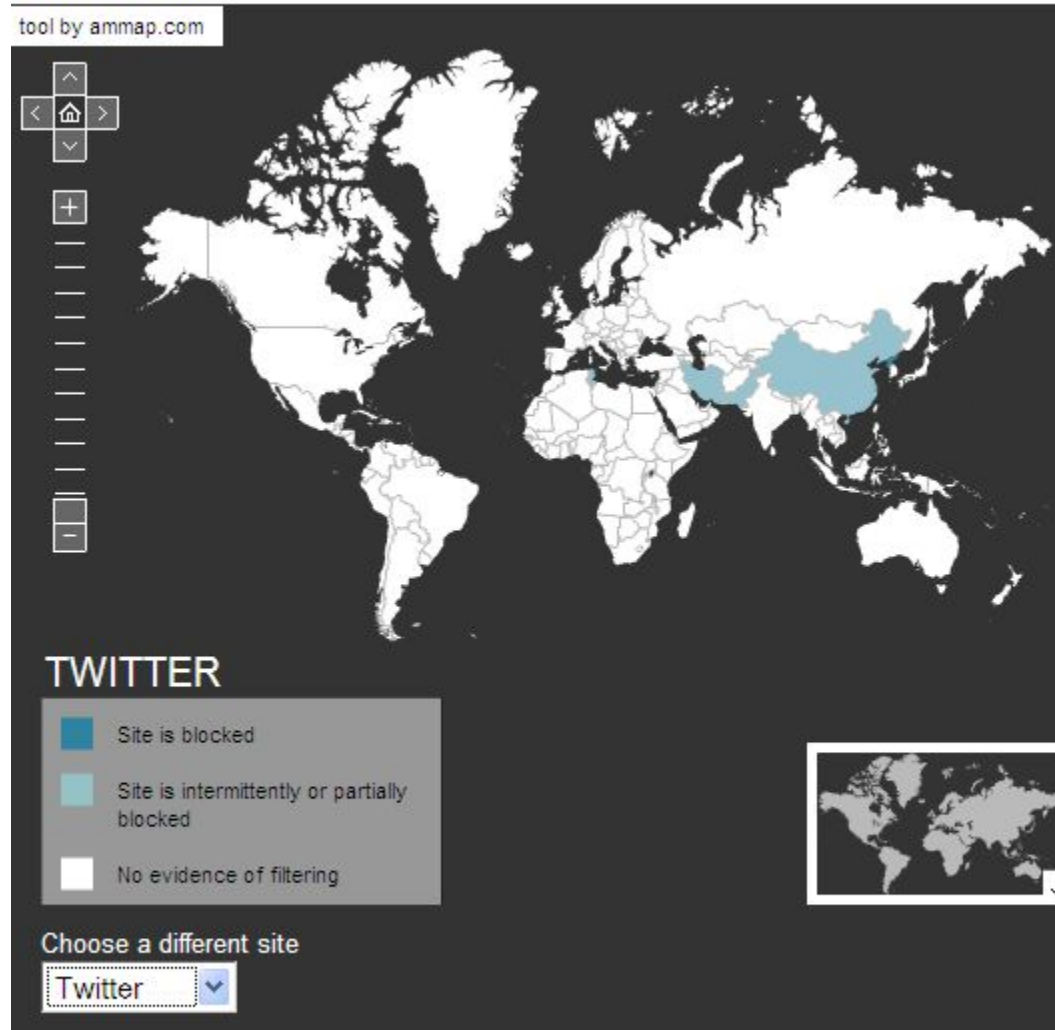 tool by ammap.com
TWITTER
Site is blocked
Site is intermittently or partially
blocked
No evidence of filtering
Choose a different site
Twitter